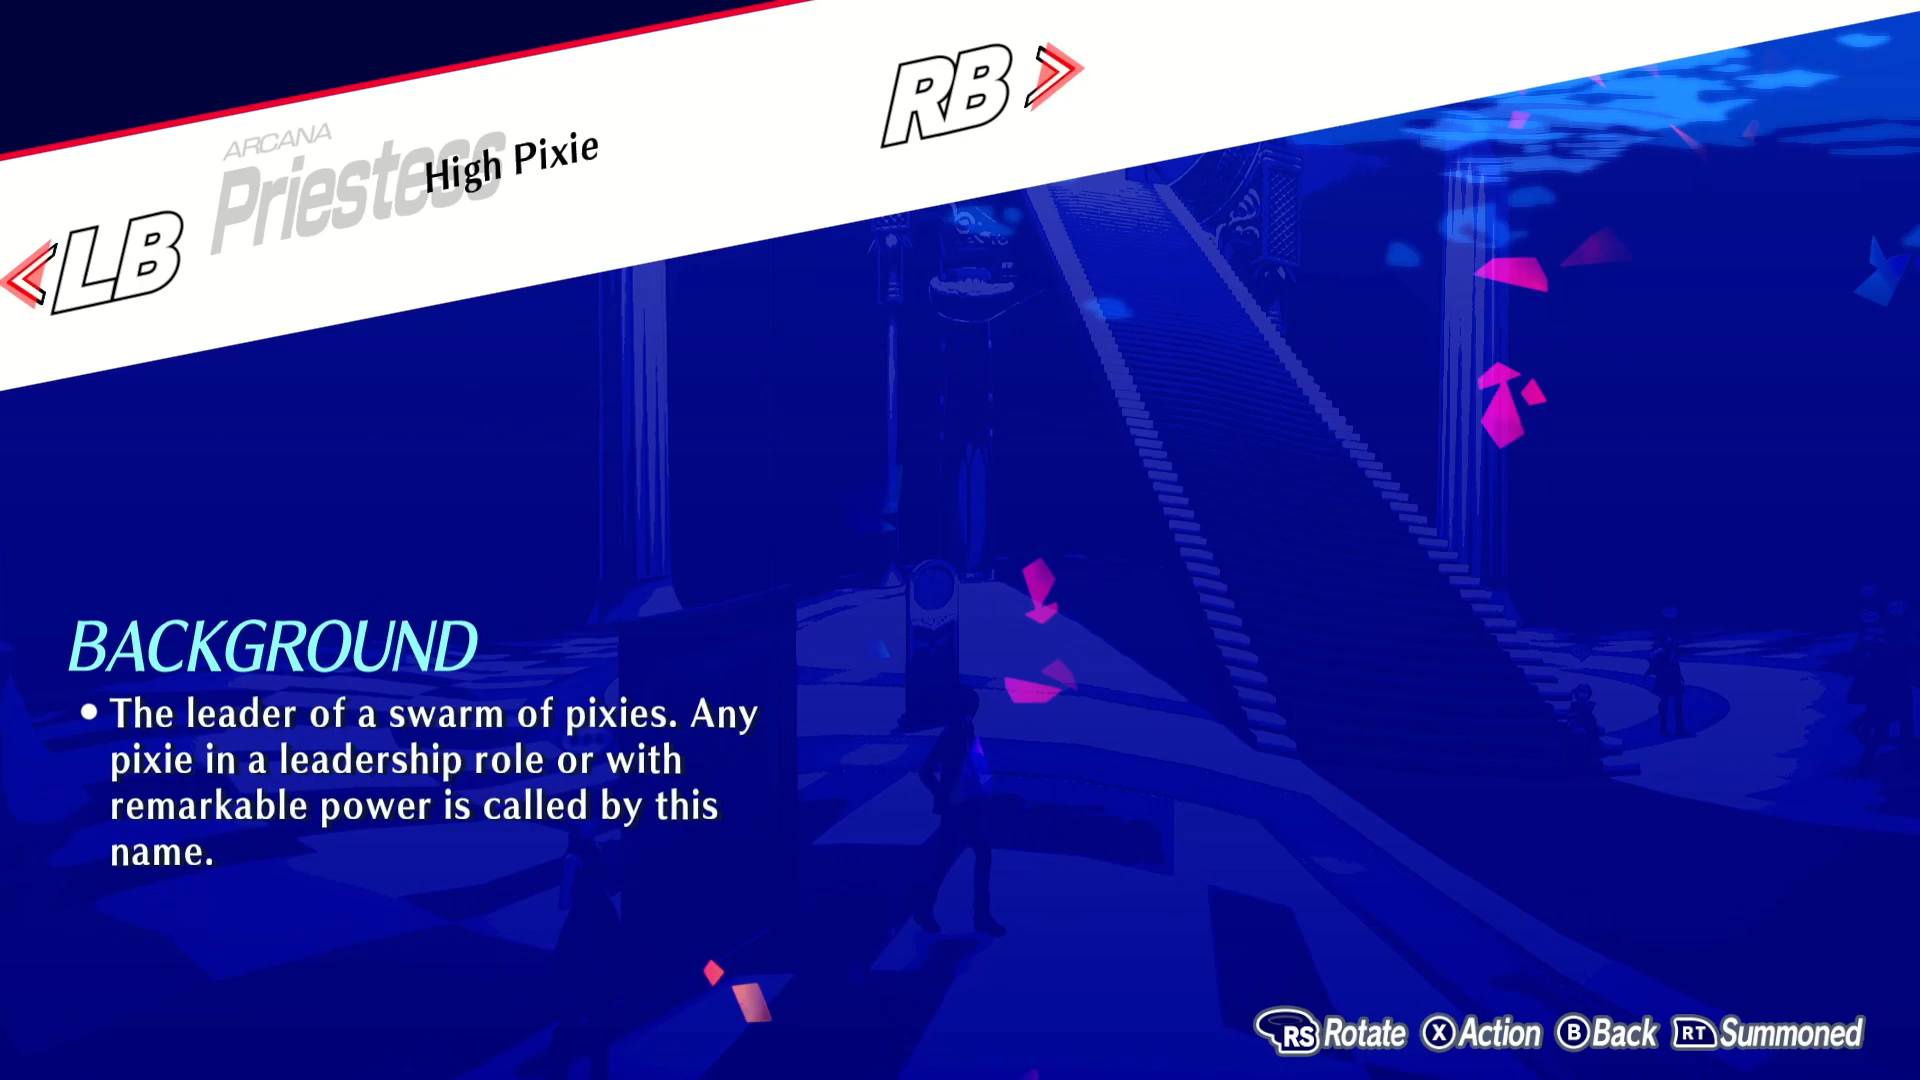 RB
ARCANA
Priestess
High Pixie
LB
BACKGROUND
• The leader of a swarm of pixies. Any
pixie in a leadership role or with
remarkable power is called by this
name.
RS Rotate X Action B Back RT Summoned